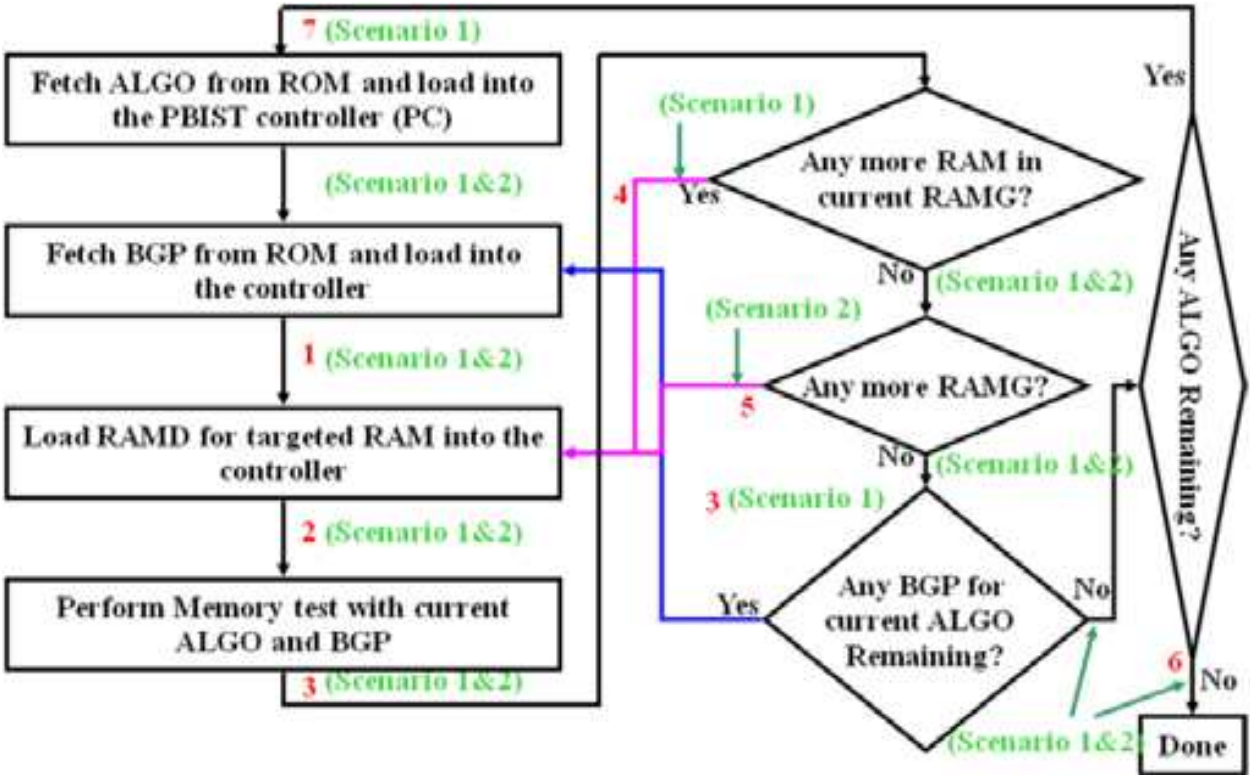 7 (Scenario 1)
Fetch ALGO from ROM and load into
the PBIST controller (PC)
(Scenario 1&2)
Fetch BGP from ROM and load into
the controller
1 (Scenario 1&2)
Load RAMD for targeted RAM into the
controller
2 (Scenario 1&2)
Perform Memory test with current
ALGO and BGP
3 (Scenario 1&2)
(Scenario 1)
4
Yes
Any more RAM in
current RAMG?
No
(Scenario 1&2)
(Scenario 2)
5
Any more RAMG?
No
(Scenario 1&2)
3 (Scenario 1)
Yes
Any BGP for
current ALGO
Remaining?
No
(Scenario 1&2)
Yes
Any ALGO Remaining?
6
No
Done